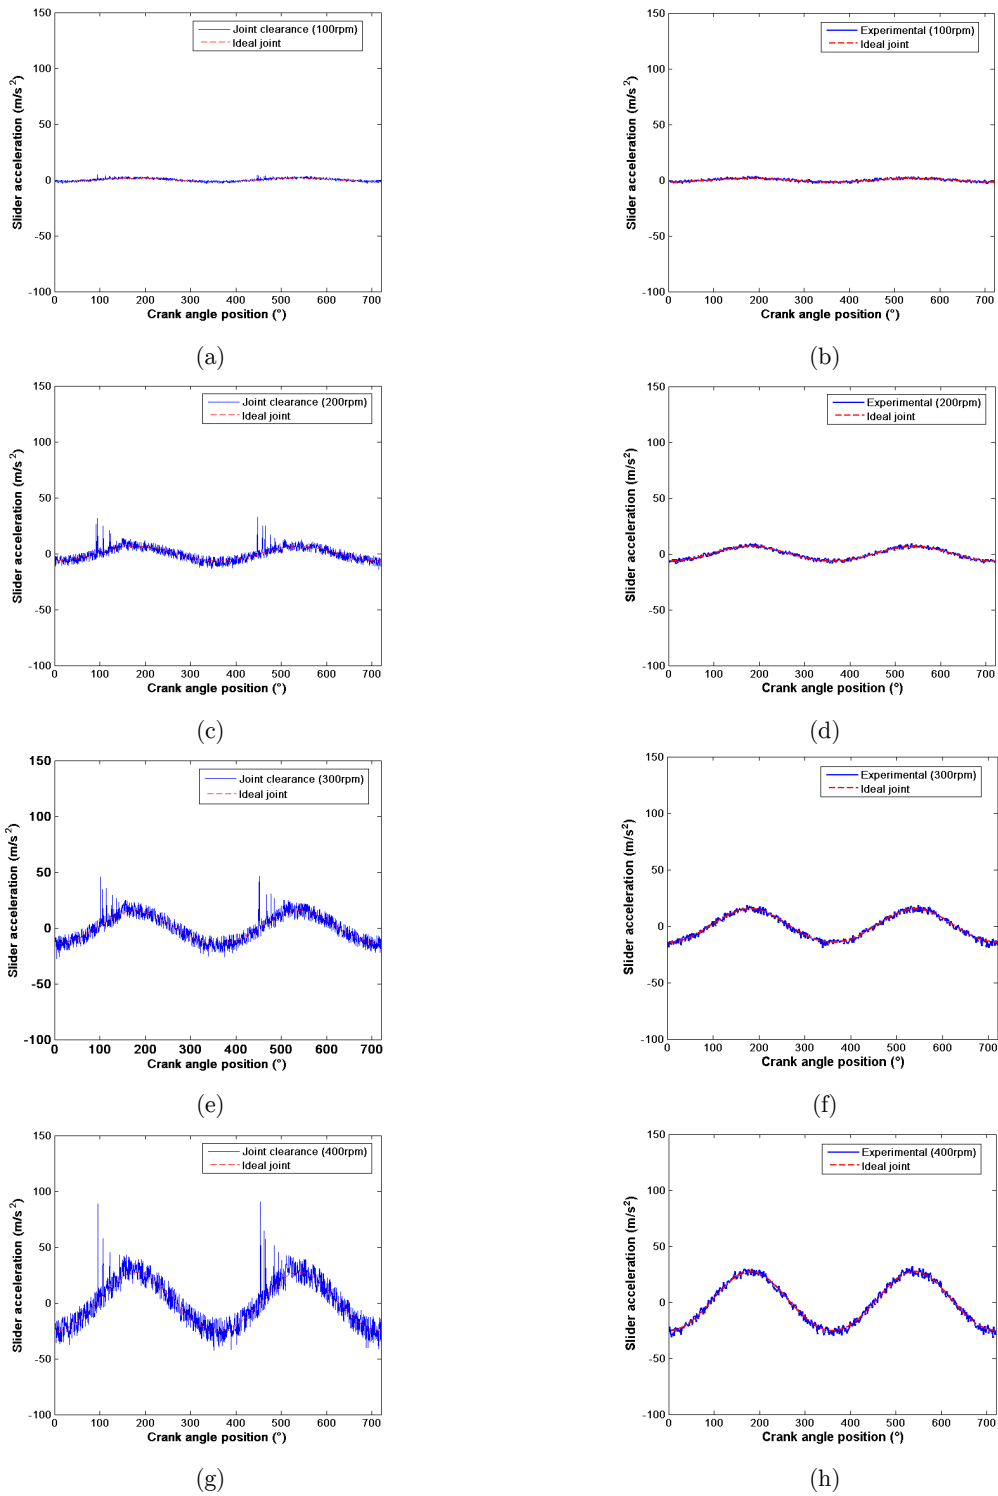 150
100
50
0
-50
-100
0 100 200 300 400 500 600 700
Slider acceleration (m/s²)
Crank angle position (°)
Joint clearance (100rpm)
Ideal joint
(a)
150
100
50
0
-50
-100
0 100 200 300 400 500 600 700
Slider acceleration (m/s²)
Crank angle position (°)
Experimental (100rpm)
Ideal joint
(b)
150
100
50
0
-50
-100
0 100 200 300 400 500 600 700
Slider acceleration (m/s²)
Crank angle position (°)
Joint clearance (200rpm)
Ideal joint
(c)
150
100
50
0
-50
-100
0 100 200 300 400 500 600 700
Slider acceleration (m/s²)
Crank angle position (°)
Experimental (200rpm)
Ideal joint
(d)
150
100
50
0
-50
-100
0 100 200 300 400 500 600 700
Slider acceleration (m/s²)
Crank angle position (°)
Joint clearance (300rpm)
Ideal joint
(e)
150
100
50
0
-50
-100
0 100 200 300 400 500 600 700
Slider acceleration (m/s²)
Crank angle position (°)
Experimental (300rpm)
Ideal joint
(f)
150
100
50
0
-50
-100
0 100 200 300 400 500 600 700
Slider acceleration (m/s²)
Crank angle position (°)
Joint clearance (400rpm)
Ideal joint
(g)
150
100
50
0
-50
-100
0 100 200 300 400 500 600 700
Slider acceleration (m/s²)
Crank angle position (°)
Experimental (400rpm)
Ideal joint
(h)